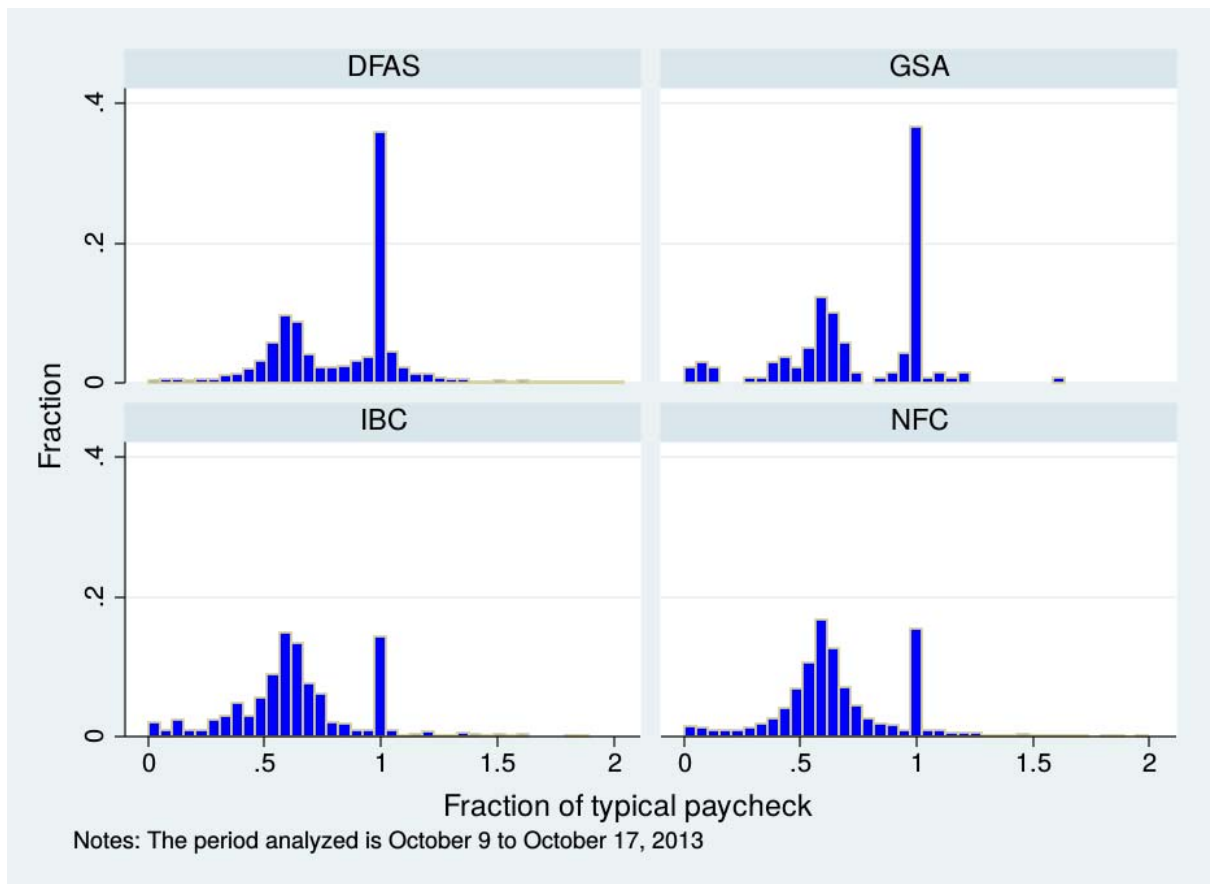 DFAS
GSA
.4
.2
0
IBC
NFC
.4
.2
0
0 .5 1 1.5 2
0 .5 1 1.5 2
Fraction
Fraction of typical paycheck
Notes: The period analyzed is October 9 to October 17, 2013